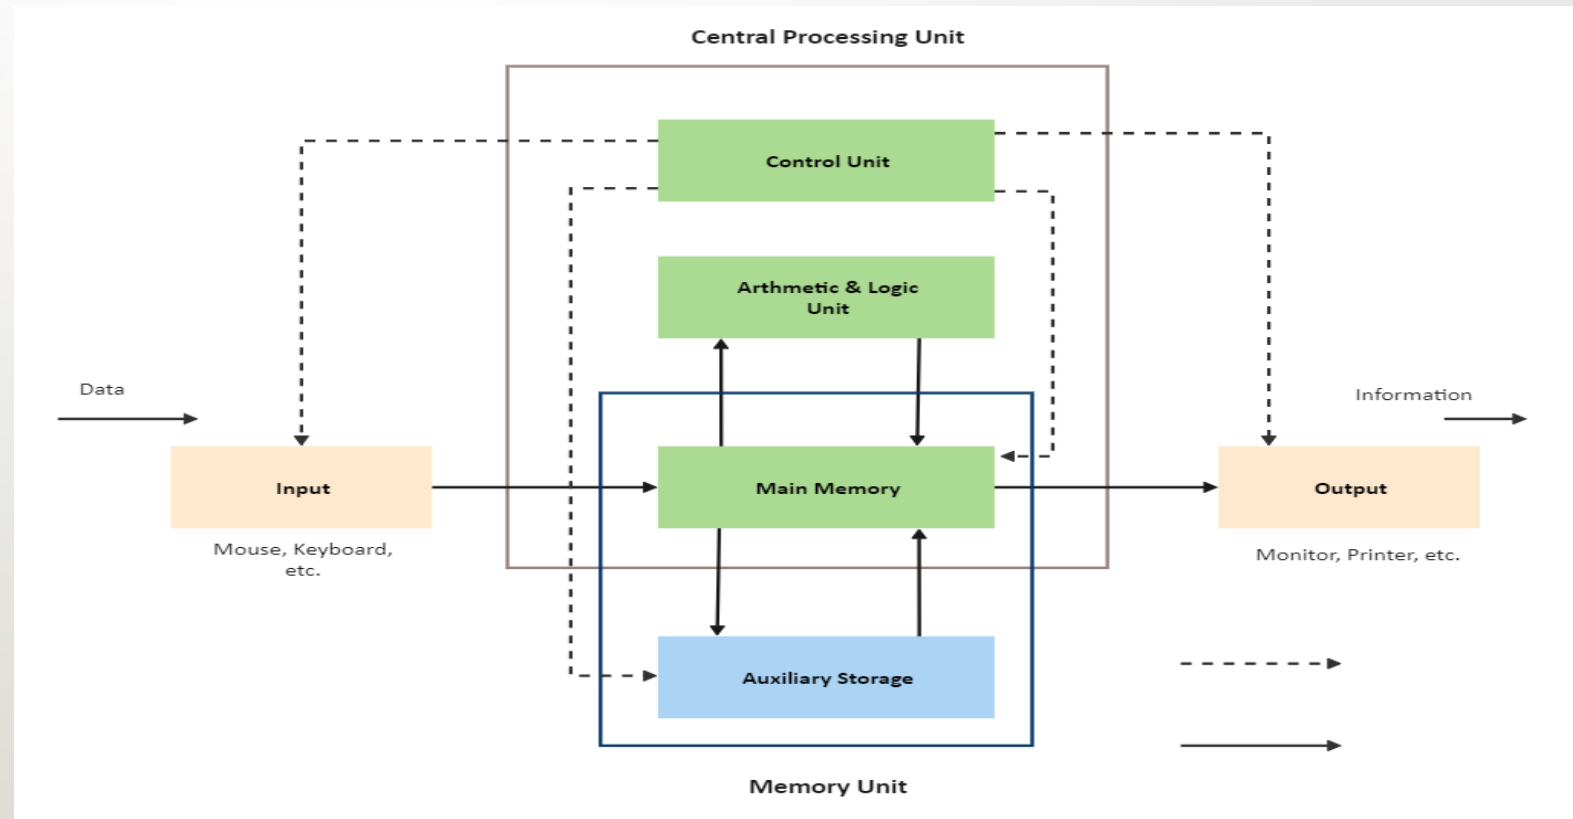 Central Processing Unit
Control Unit
Arthmetic & Logic
Unit
Data
Information
Input
Main Memory
Output
Mouse, Keyboard,
etc.
Monitor, Printer, etc.
Auxiliary Storage
Memory Unit